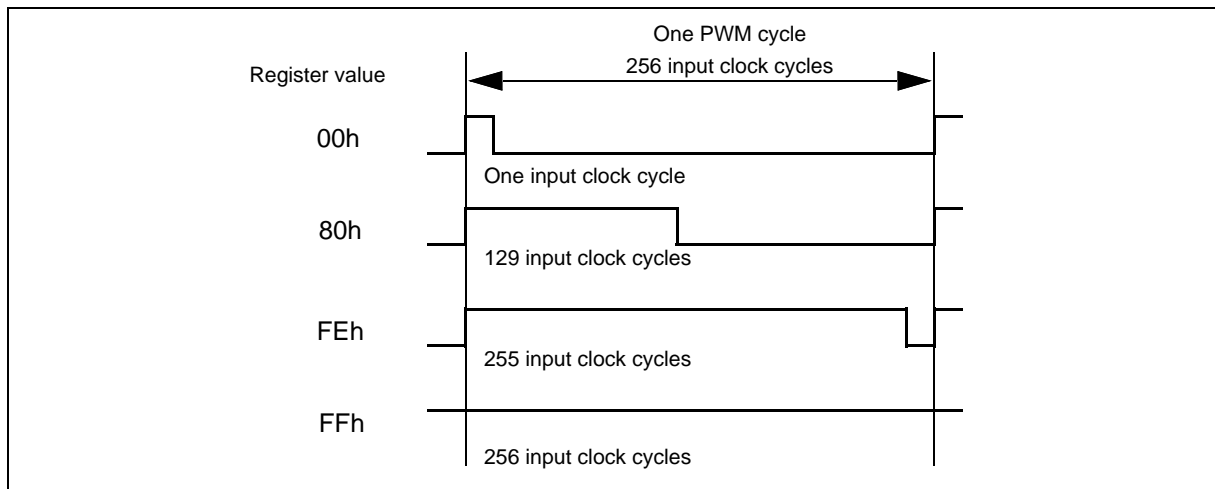 One PWM cycle
Register value
256 input clock cycles
00h
One input clock cycle
80h
129 input clock cycles
FEh
255 input clock cycles
FFh
256 input clock cycles